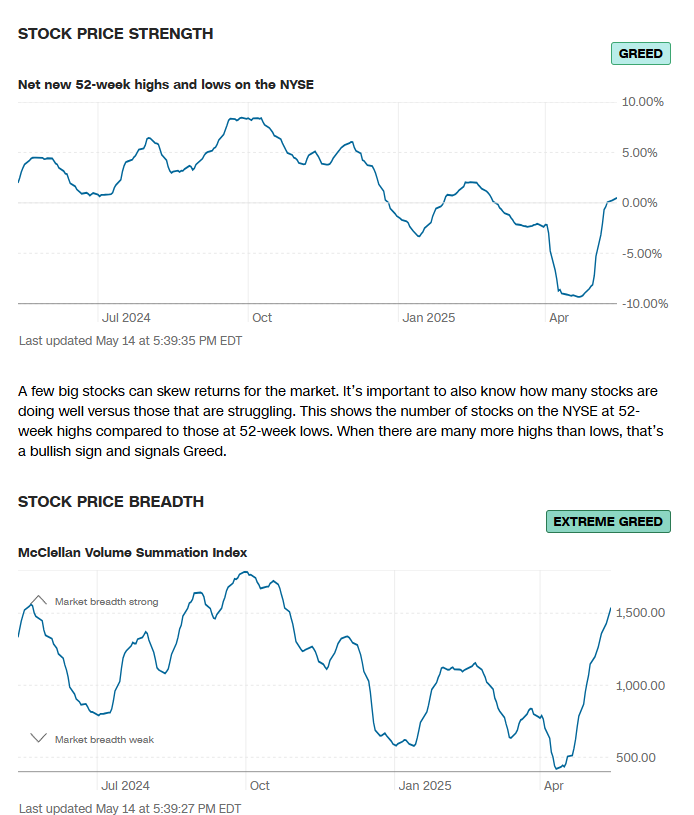 STOCK PRICE STRENGTH
GREED
Net new 52-week highs and lows on the NYSE
10.00%
5.00%
0.00%
-5.00%
-10.00%
Jul 2024 Oct Jan 2025 Apr
Last updated May 14 at 5:39:35 PM EDT
A few big stocks can skew returns for the market. It’s important to also know how many stocks are
doing well versus those that are struggling. This shows the number of stocks on the NYSE at 52-
week highs compared to those at 52-week lows. When there are many more highs than lows, that’s
a bullish sign and signals Greed.
STOCK PRICE BREADTH
EXTREME GREED
McClellan Volume Summation Index
Market breadth strong
1,500.00
1,000.00
Market breadth weak
500.00
Jul 2024 Oct Jan 2025 Apr
Last updated May 14 at 5:39:27 PM EDT